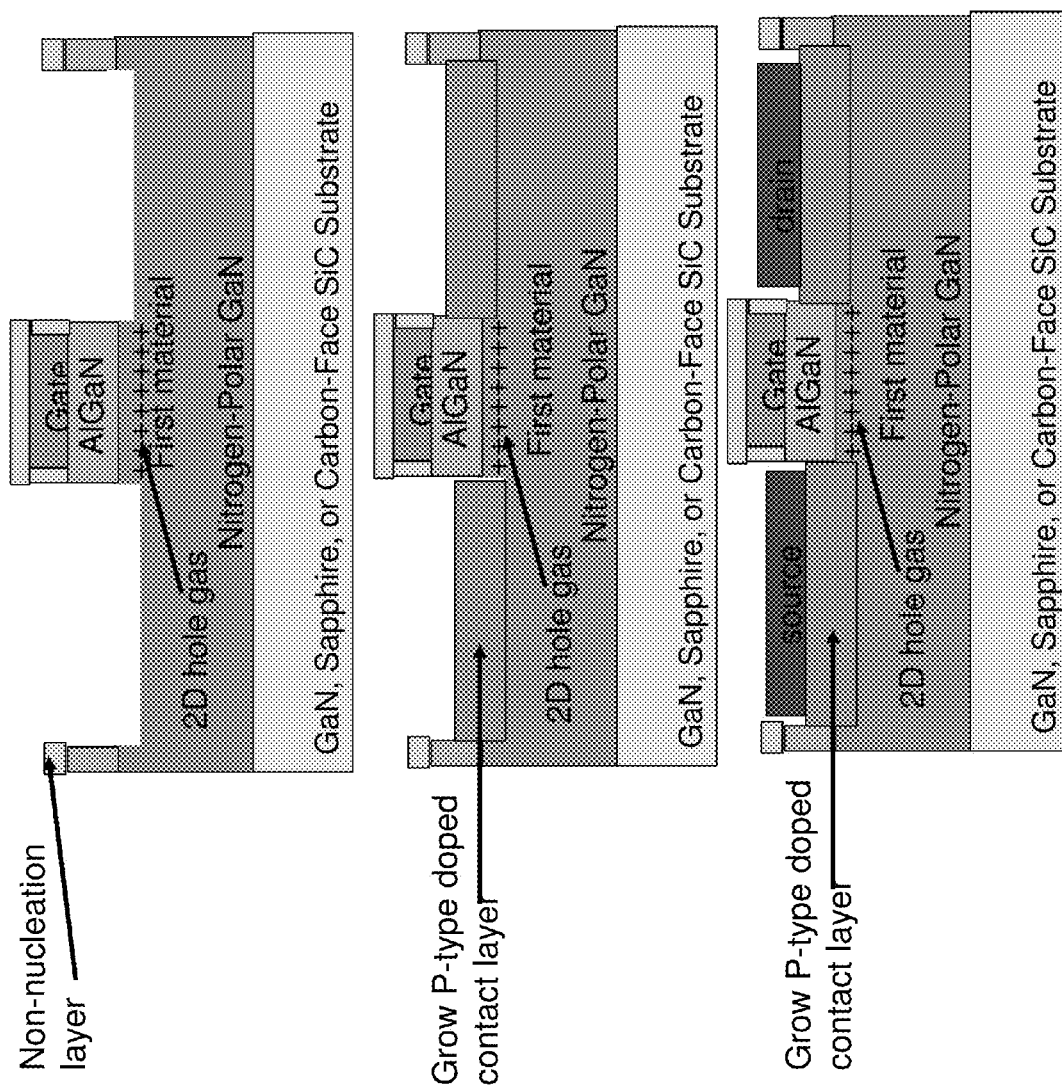 Non-nucleation
layer
Gate
AlGaN
First material
2D hole gas
Nitrogen-Polar GaN
GaN, Sapphire, or Carbon-Face SiC Substrate
Grow P-type doped
contact layer
Gate
AlGaN
First material
2D hole gas
Nitrogen-Polar GaN
GaN, Sapphire, or Carbon-Face SiC Substrate
Grow P-type doped
contact layer
source
Gate
drain
AlGaN
First material
2D hole gas
Nitrogen-Polar GaN
GaN, Sapphire, or Carbon-Face SiC Substrate